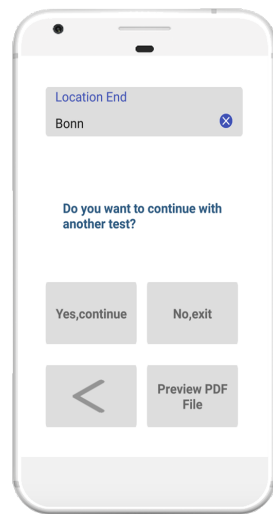 Location End
Bonn
Do you want to continue with
another test?
Yes,continue
No,exit
<
Preview PDF
File